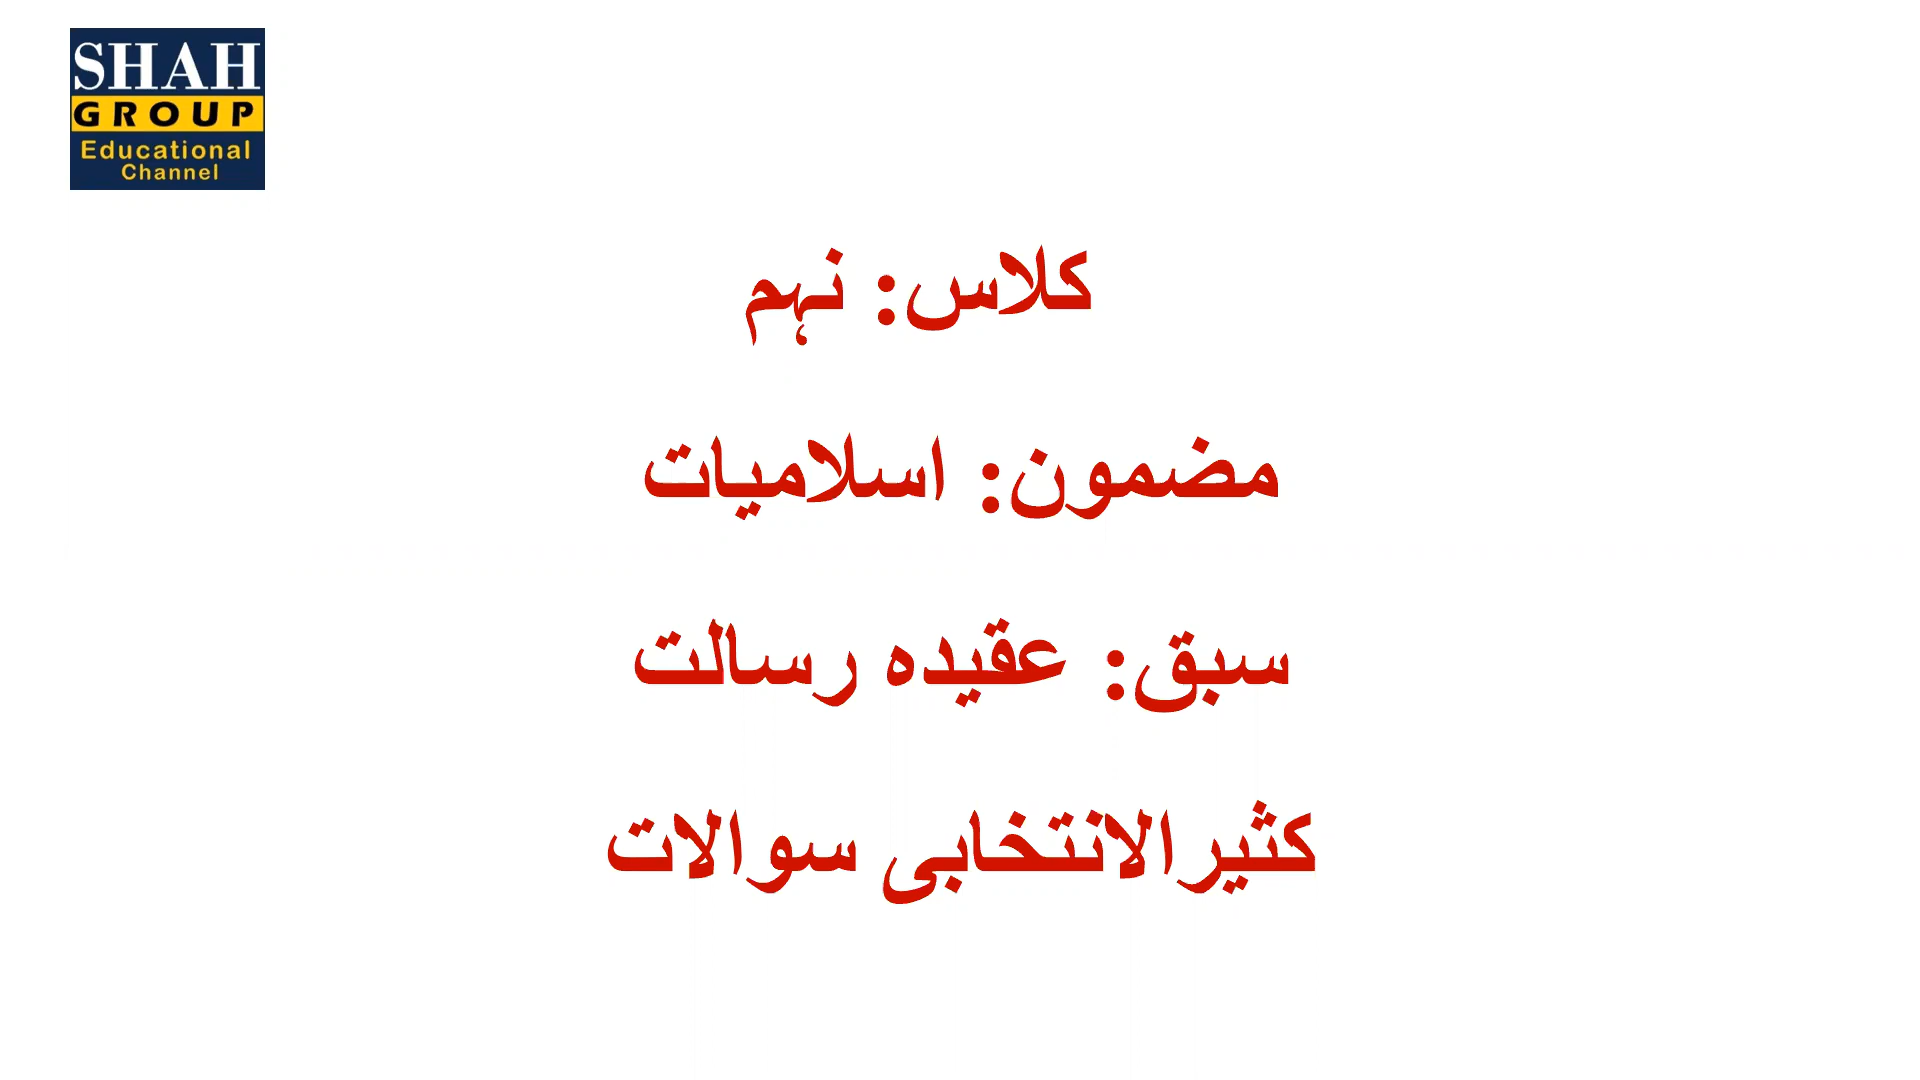 SHAH
GROUP
Educational
Channel
کلاس: نہم
مضمون: اسلامیات
سبق: عقیدہ رسالت
کثیرالانتخابی سوالات